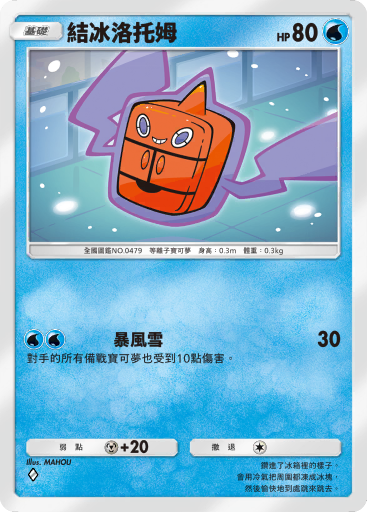 基礎 結冰洛托姆 HP 80
全國圖鑑NO.0479 等離子寶可夢 身高：0.3m 體重：0.3kg
暴風雪 30
對手的所有備戰寶可夢也受到10點傷害。
弱點 +20 撤退
Illus. MAHOU
鑽進了冰箱裡的樣子。
會用冷氣把周圍都凍成冰塊，
然後愉快地到處跳來跳去。